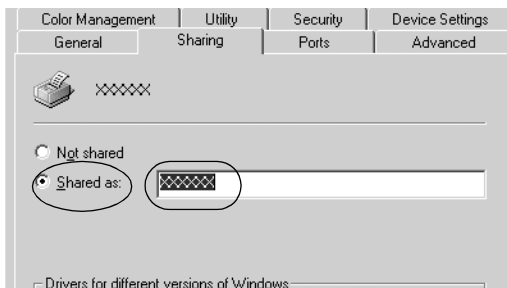 Color Management Utility Security Device Settings
General Sharing Ports Advanced
XXXXXX
Not shared
Shared as: XXXXXX
Drivers for different versions of Windows